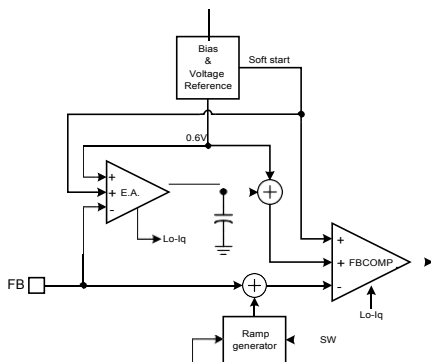 Bias
&
Voltage
Reference
Soft start
0.6V
+
+ E.A.
-
Lo-Iq
+
+
+ FBCOMP
-
FB
+
Lo-Iq
Ramp
generator
SW